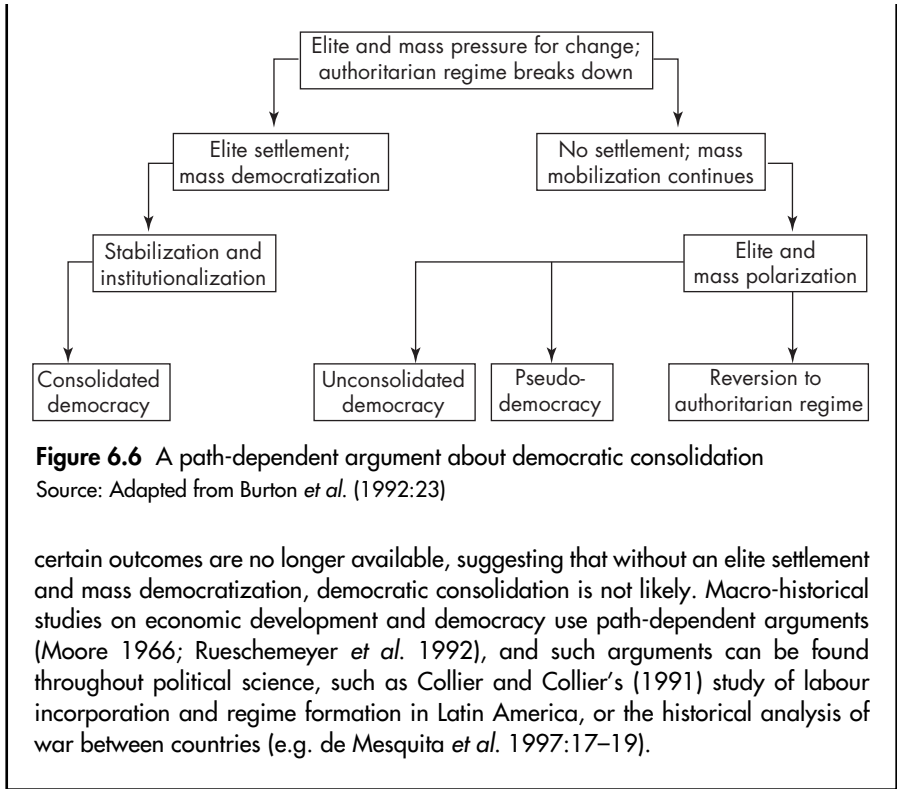 Elite and mass pressure for change;
authoritarian regime breaks down
Elite settlement;
mass democratization
No settlement; mass
mobilization continues
Stabilization and
institutionalization
Elite and
mass polarization
Consolidated
democracy
Unconsolidated
democracy
Pseudo-
democracy
Reversion to
authoritarian regime
Figure 6.6 A path-dependent argument about democratic consolidation
Source: Adapted from Burton et al. (1992:23)
certain outcomes are no longer available, suggesting that without an elite settlement
and mass democratization, democratic consolidation is not likely. Macro-historical
studies on economic development and democracy use path-dependent arguments
(Moore 1966; Rueschemeyer et al. 1992), and such arguments can be found
throughout political science, such as Collier and Collier’s (1991) study of labour
incorporation and regime formation in Latin America, or the historical analysis of
war between countries (e.g. de Mesquita et al. 1997:17–19).